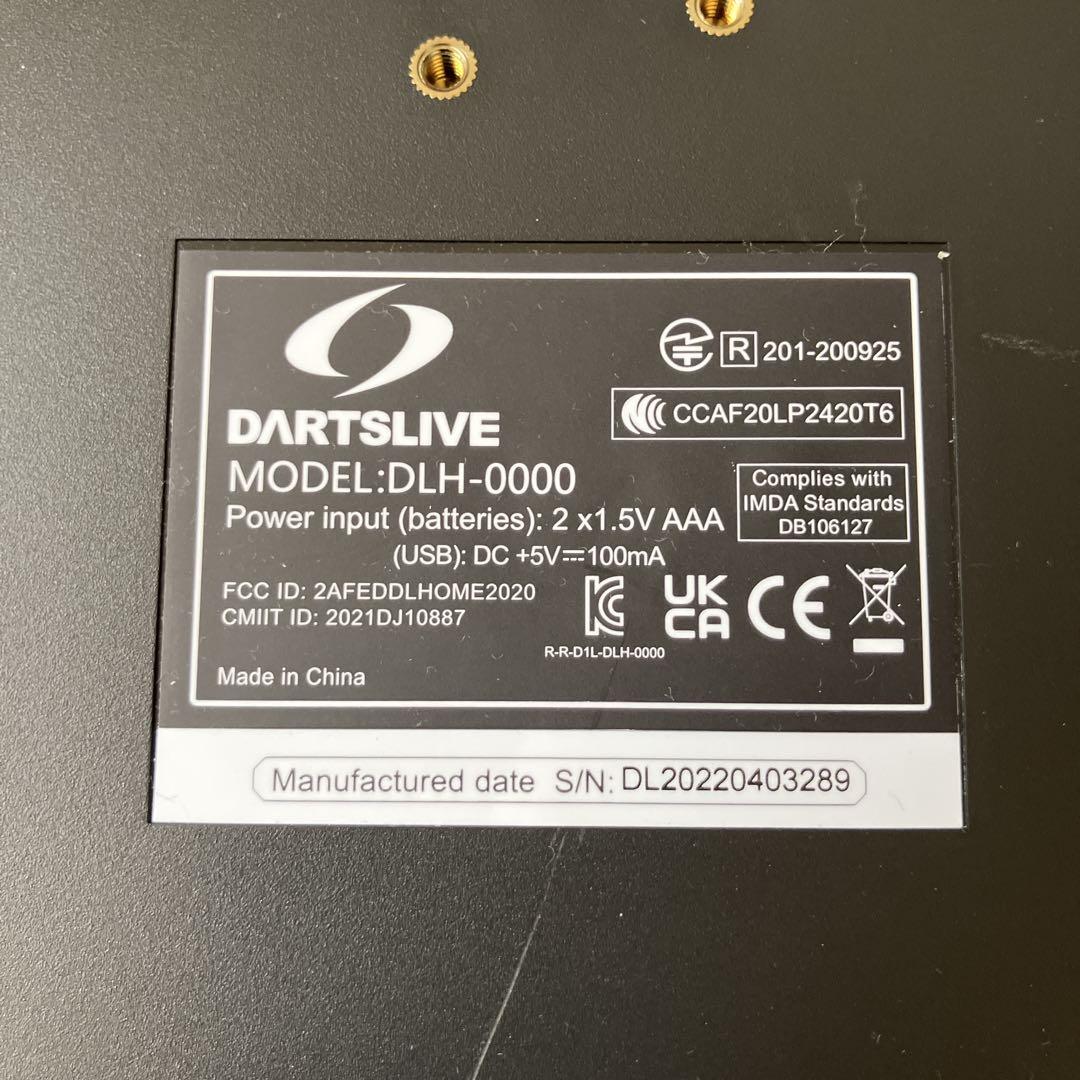 DARTSLIVE
R 201-200925
CCAF20LP2420T6
MODEL:DLH-0000
Complies with
IMDA Standards
DB106127
Power input (batteries): 2 x1.5V AAA
(USB): DC +5V⎓100mA
FCC ID: 2AFEDDLHOME2020
CMIIT ID: 2021DJ10887
UK
CA
CE
R-R-D1L-DLH-0000
Made in China
Manufactured date S/N: DL20220403289